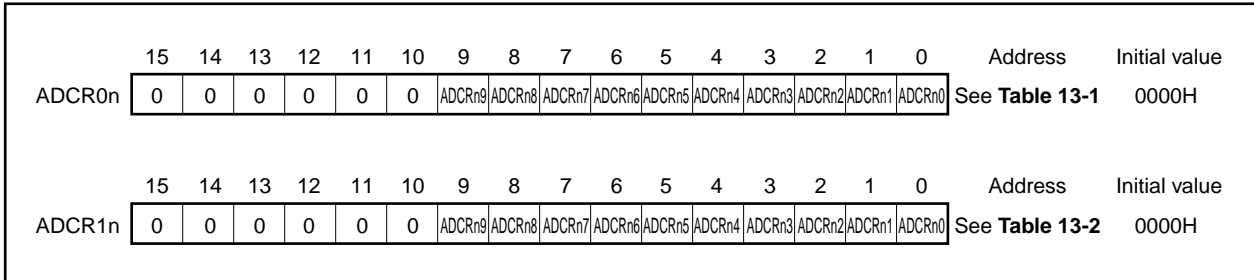 15 14 13 12 11 10 9 8 7 6 5 4 3 2 1 0 Address Initial value
ADCR0n 0 0 0 0 0 0 ADCRn9 ADCRn8 ADCRn7 ADCRn6 ADCRn5 ADCRn4 ADCRn3 ADCRn2 ADCRn1 ADCRn0 See Table 13-1 0000H
15 14 13 12 11 10 9 8 7 6 5 4 3 2 1 0 Address Initial value
ADCR1n 0 0 0 0 0 0 ADCRn9 ADCRn8 ADCRn7 ADCRn6 ADCRn5 ADCRn4 ADCRn3 ADCRn2 ADCRn1 ADCRn0 See Table 13-2 0000H